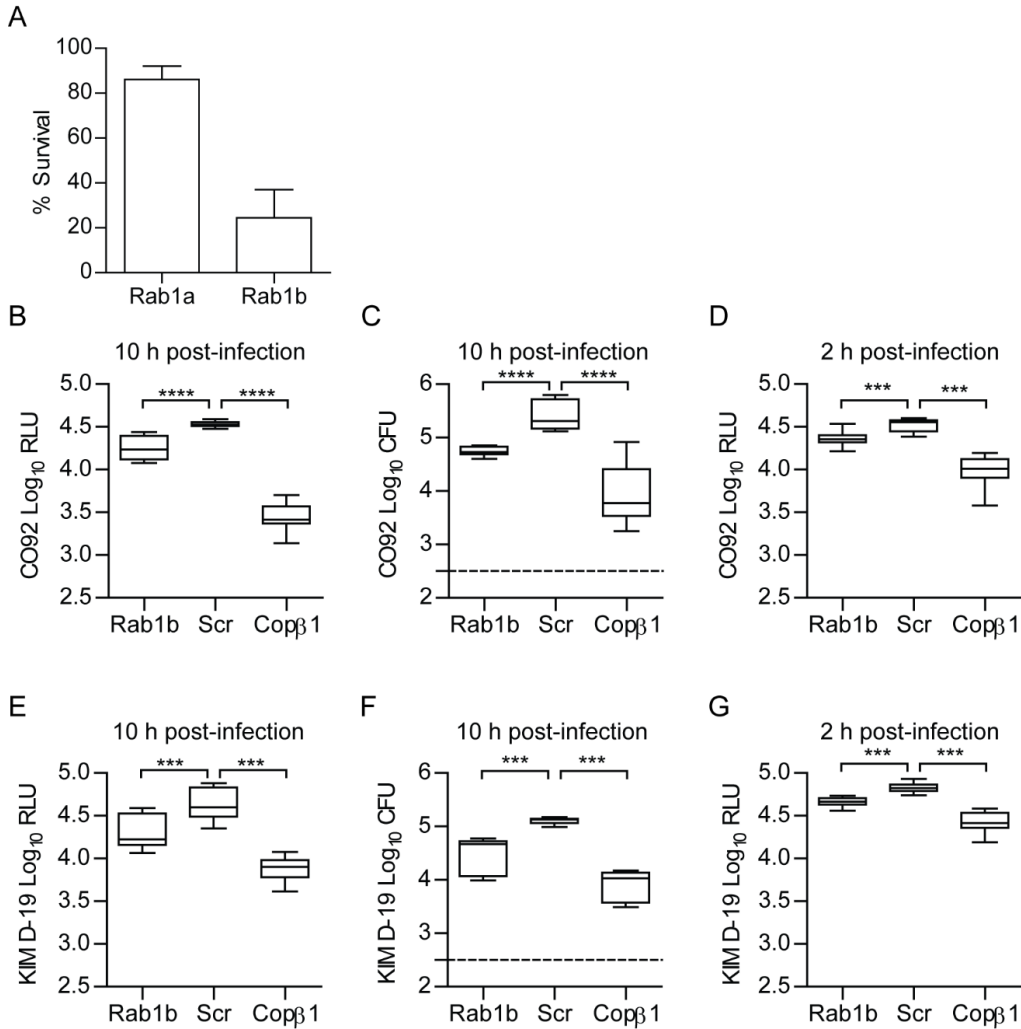 A
% Survival
100
80
60
40
20
0
Rab1a Rab1b
B
10 h post-infection
CO92 Log10 RLU
5.0
4.5
4.0
3.5
3.0
2.5
**** ****
Rab1b Scr Copβ1
C
10 h post-infection
CO92 Log10 CFU
6
5
4
3
2
**** ****
Rab1b Scr Copβ1
D
2 h post-infection
CO92 Log10 RLU
5.0
4.5
4.0
3.5
3.0
2.5
*** ***
Rab1b Scr Copβ1
E
10 h post-infection
KIM D-19 Log10 RLU
5.0
4.5
4.0
3.5
3.0
2.5
*** ***
Rab1b Scr Copβ1
F
10 h post-infection
KIM D-19 Log10 CFU
6
5
4
3
2
*** ***
Rab1b Scr Copβ1
G
2 h post-infection
KIM D-19 Log10 RLU
5.0
4.5
4.0
3.5
3.0
2.5
*** ***
Rab1b Scr Copβ1